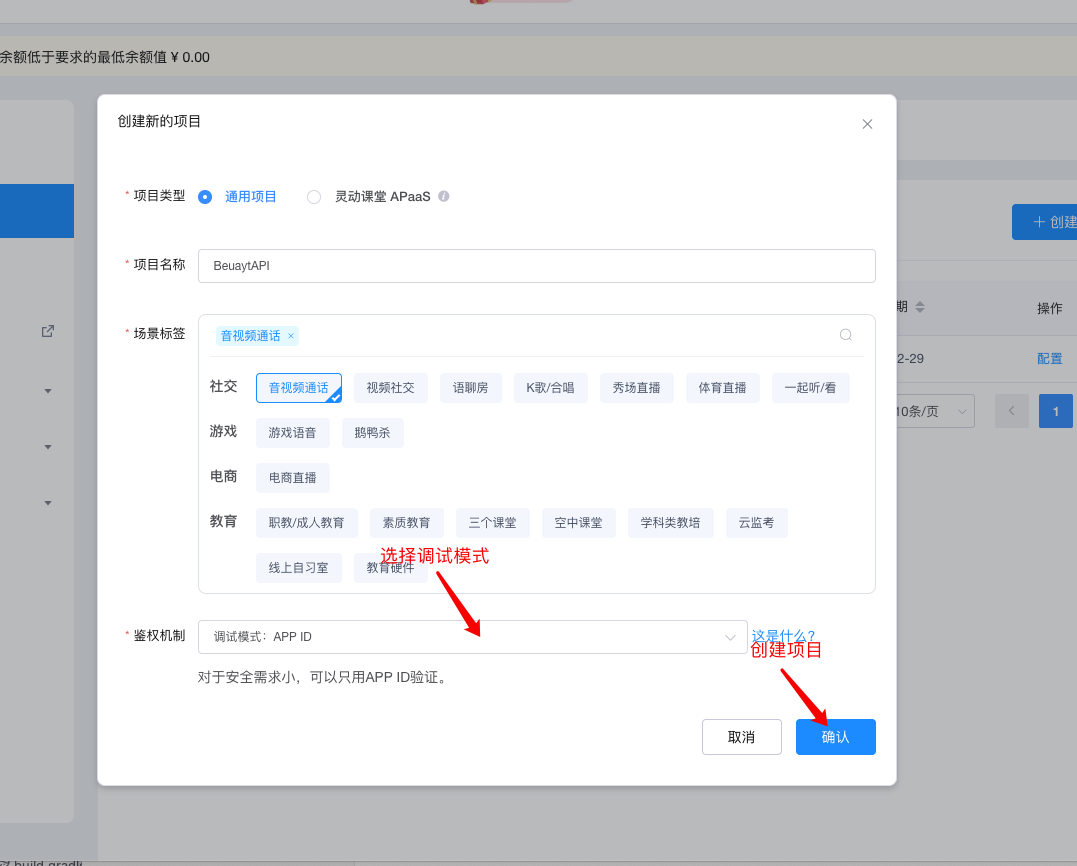 余额低于要求的最低余额值 ¥ 0.00
创建新的项目
* 项目类型 通用项目 灵动课堂 APaaS
+ 创建
* 项目名称 BeuaytAPI
期 操作
* 场景标签 音视频通话 ×
2-29 配置
社交 音视频通话 视频社交 语聊房 K歌/合唱 秀场直播 体育直播 一起听/看
10条/页 < 1
游戏 游戏语音 鹅鸭杀
电商 电商直播
教育 职教/成人教育 素质教育 三个课堂 空中课堂 学科类教培 云监考
选择调试模式
线上自习室 教育硬件
* 鉴权机制 调试模式：APP ID 这是什么?
创建项目
对于安全需求小，可以只用APP ID验证。
取消 确认